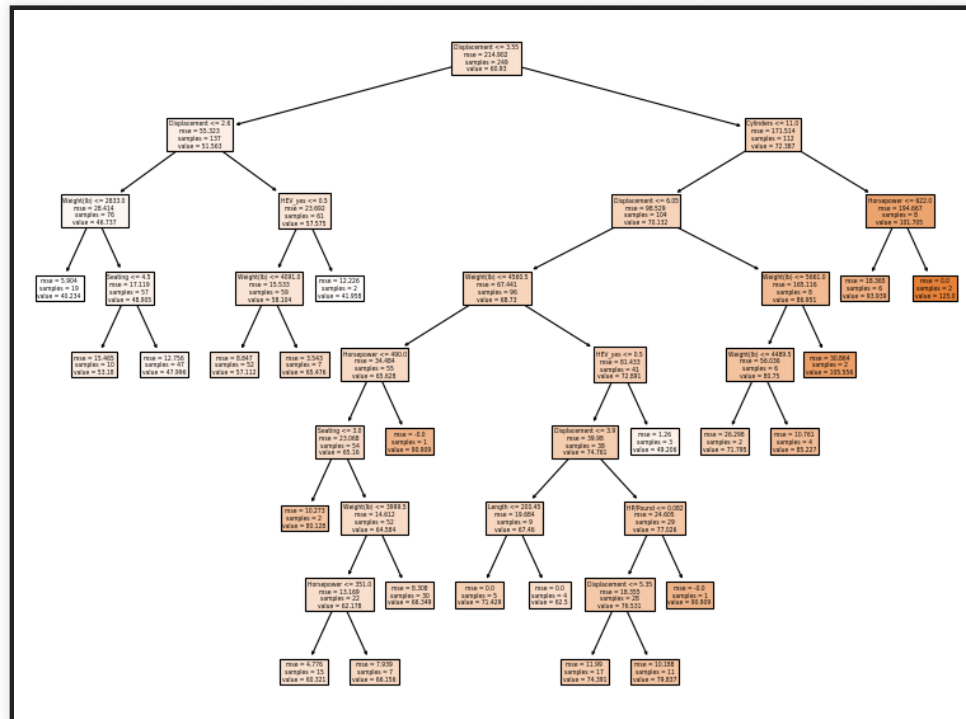 Displacement <= 3.55
mse = 214.902
samples = 249
value = 60.93
Displacement <= 2.6
mse = 55.323
samples = 137
value = 51.563
Cylinders <= 11.0
mse = 171.514
samples = 112
value = 72.387
Weight(lb) <= 2833.0
mse = 28.414
samples = 76
value = 46.737
HEV_yes <= 0.5
mse = 23.692
samples = 61
value = 57.575
Displacement <= 6.05
mse = 98.529
samples = 104
value = 70.132
Horsepower <= 622.0
mse = 194.667
samples = 8
value = 101.705
mse = 5.904
samples = 19
value = 40.234
Seating <= 4.5
mse = 17.119
samples = 57
value = 48.905
Weight(lb) <= 4091.0
mse = 15.533
samples = 59
value = 58.104
mse = 12.226
samples = 2
value = 41.958
Weight(lb) <= 4560.5
mse = 67.441
samples = 96
value = 68.73
Weight(lb) <= 5661.0
mse = 165.116
samples = 8
value = 86.951
mse = 18.365
samples = 6
value = 93.939
mse = 0.0
samples = 2
value = 125.0
mse = 15.465
samples = 10
value = 53.18
mse = 12.756
samples = 47
value = 47.996
mse = 8.847
samples = 52
value = 57.112
mse = 3.543
samples = 7
value = 65.476
Horsepower <= 490.0
mse = 34.484
samples = 55
value = 65.628
HEV_yes <= 0.5
mse = 81.433
samples = 41
value = 72.891
Weight(lb) <= 4489.5
mse = 56.036
samples = 6
value = 80.75
mse = 30.864
samples = 2
value = 105.556
Seating <= 3.0
mse = 23.068
samples = 54
value = 65.16
mse = -0.0
samples = 1
value = 90.909
Displacement <= 3.9
mse = 39.98
samples = 38
value = 74.761
mse = 1.26
samples = 3
value = 49.206
mse = 26.298
samples = 2
value = 71.795
mse = 10.761
samples = 4
value = 85.227
mse = 10.273
samples = 2
value = 80.128
Weight(lb) <= 3999.5
mse = 14.612
samples = 52
value = 64.584
Length <= 200.45
mse = 19.684
samples = 9
value = 67.46
HP/Pound <= 0.082
mse = 24.605
samples = 29
value = 77.026
Horsepower <= 351.0
mse = 13.169
samples = 22
value = 62.178
mse = 8.308
samples = 30
value = 66.349
mse = 0.0
samples = 5
value = 71.429
mse = 0.0
samples = 4
value = 62.5
Displacement <= 5.35
mse = 18.355
samples = 28
value = 76.531
mse = -0.0
samples = 1
value = 90.909
mse = 4.776
samples = 15
value = 60.321
mse = 7.939
samples = 7
value = 66.156
mse = 11.99
samples = 17
value = 74.391
mse = 10.188
samples = 11
value = 79.837